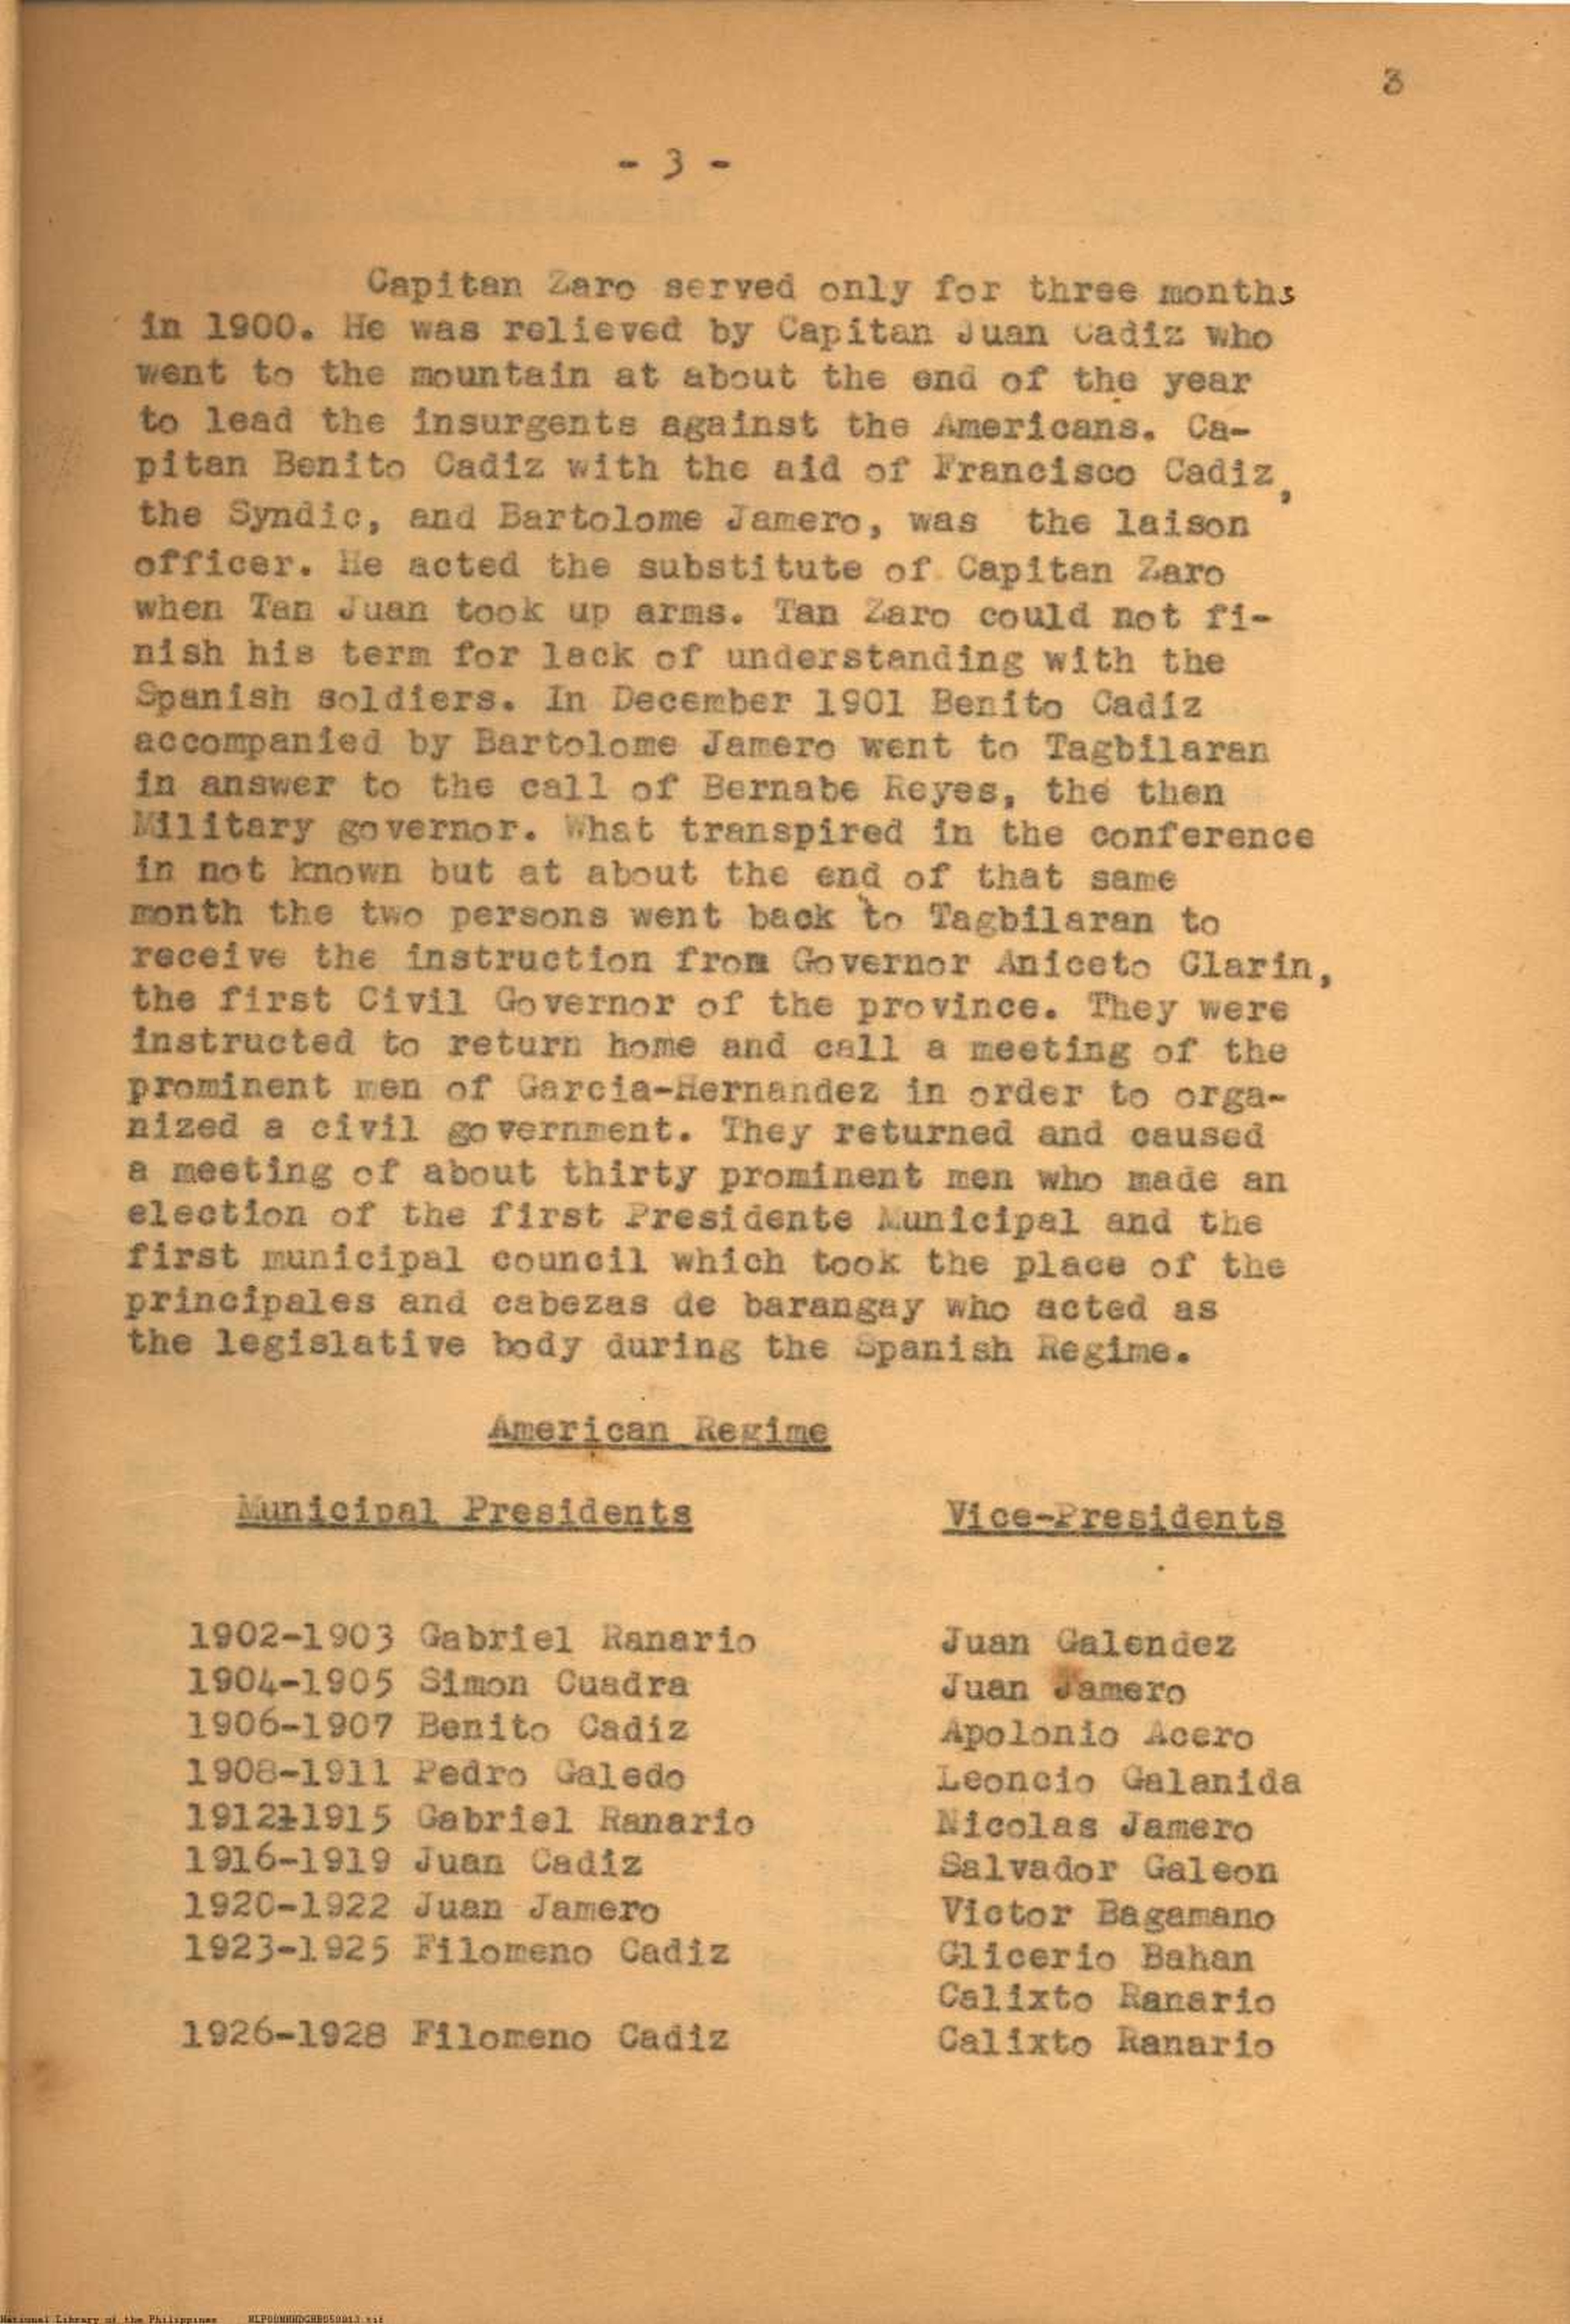 3
- 3 -
Capitan Zaro served only for three months
in 1900. He was relieved by Capitan Juan Cadiz who
went to the mountain at about the end of the year
to lead the insurgents against the Americans. Ca-
pitan Benito Cadiz with the aid of Francisco Cadiz,
the Syndic, and Bartolome Jamero, was the laison
officer. He acted the substitute of Capitan Zaro
when Tan Juan took up arms. Tan Zaro could not fi-
nish his term for lack of understanding with the
Spanish soldiers. In December 1901 Benito Cadiz
accompanied by Bartolome Jamero went to Tagbilaran
in answer to the call of Bernabe Reyes, the then
Military governor. What transpired in the conference
in not known but at about the end of that same
month the two persons went back to Tagbilaran to
receive the instruction from Governor Aniceto Clarin,
the first Civil Governor of the province. They were
instructed to return home and call a meeting of the
prominent men of Garcia-Hernandez in order to orga-
nized a civil government. They returned and caused
a meeting of about thirty prominent men who made an
election of the first Presidente Municipal and the
first municipal council which took the place of the
principales and cabezas de barangay who acted as
the legislative body during the Spanish Regime.
American Regime
Municipal Presidents Vice-Presidents
1902-1903 Gabriel Ranario Juan Galendez
1904-1905 Simon Cuadra Juan Jamero
1906-1907 Benito Cadiz Apolonio Acero
1908-1911 Pedro Galedo Leoncio Galanida
1912-1915 Gabriel Ranario Nicolas Jamero
1916-1919 Juan Cadiz Salvador Galeon
1920-1922 Juan Jamero Victor Bagamano
1923-1925 Filomeno Cadiz Glicerio Bahan
Calixto Ranario
1926-1928 Filomeno Cadiz Calixto Ranario
National Library of the Philippines